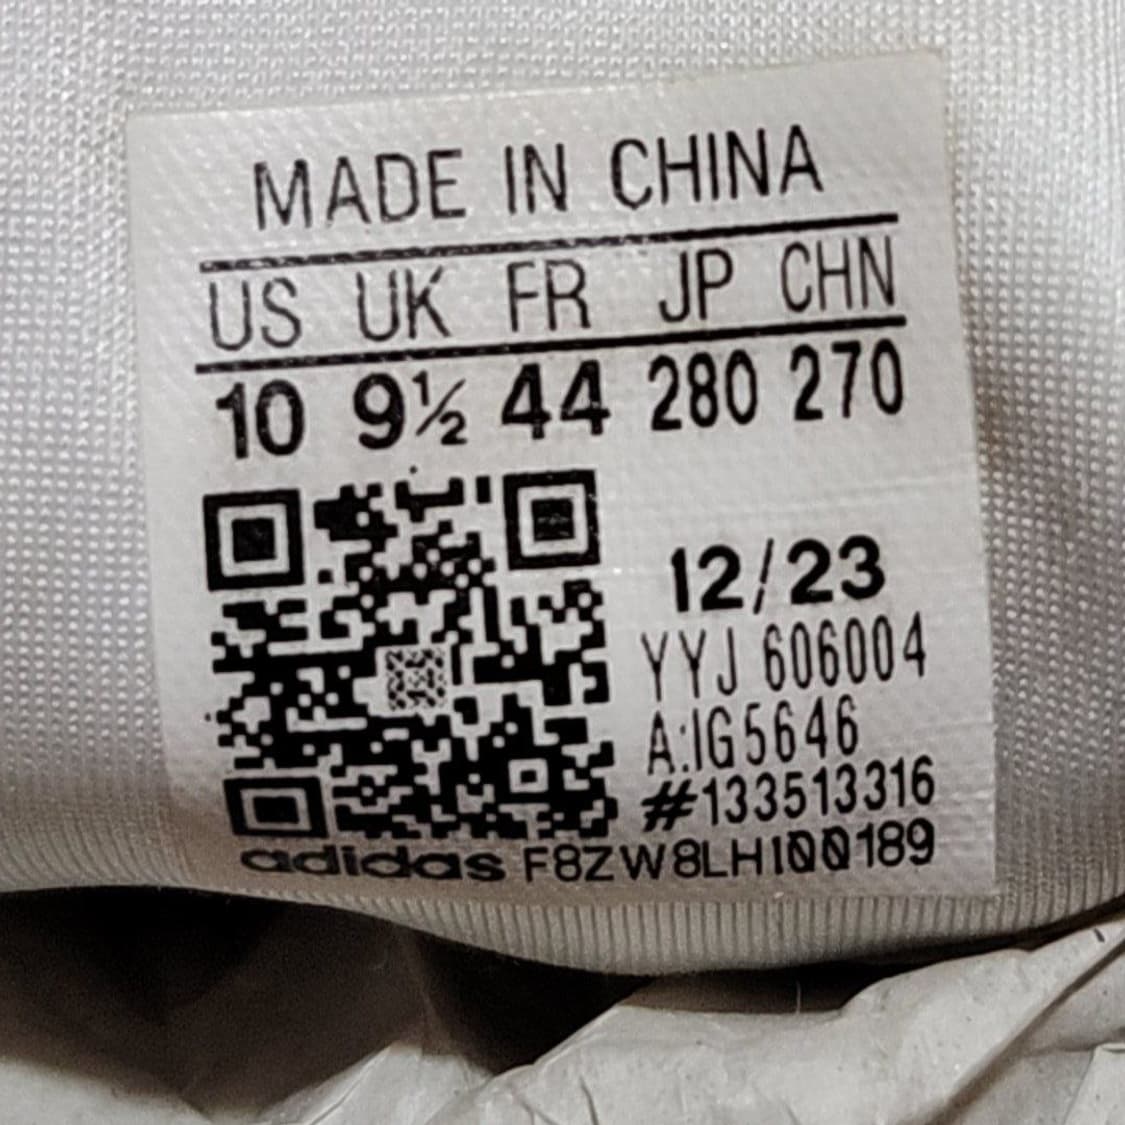 MADE IN CHINA
US UK FR JP CHN
10 9½ 44 280 270
12/23
YYJ 606004
A:IG5646
#133513316
adidas F8ZW8LH100189